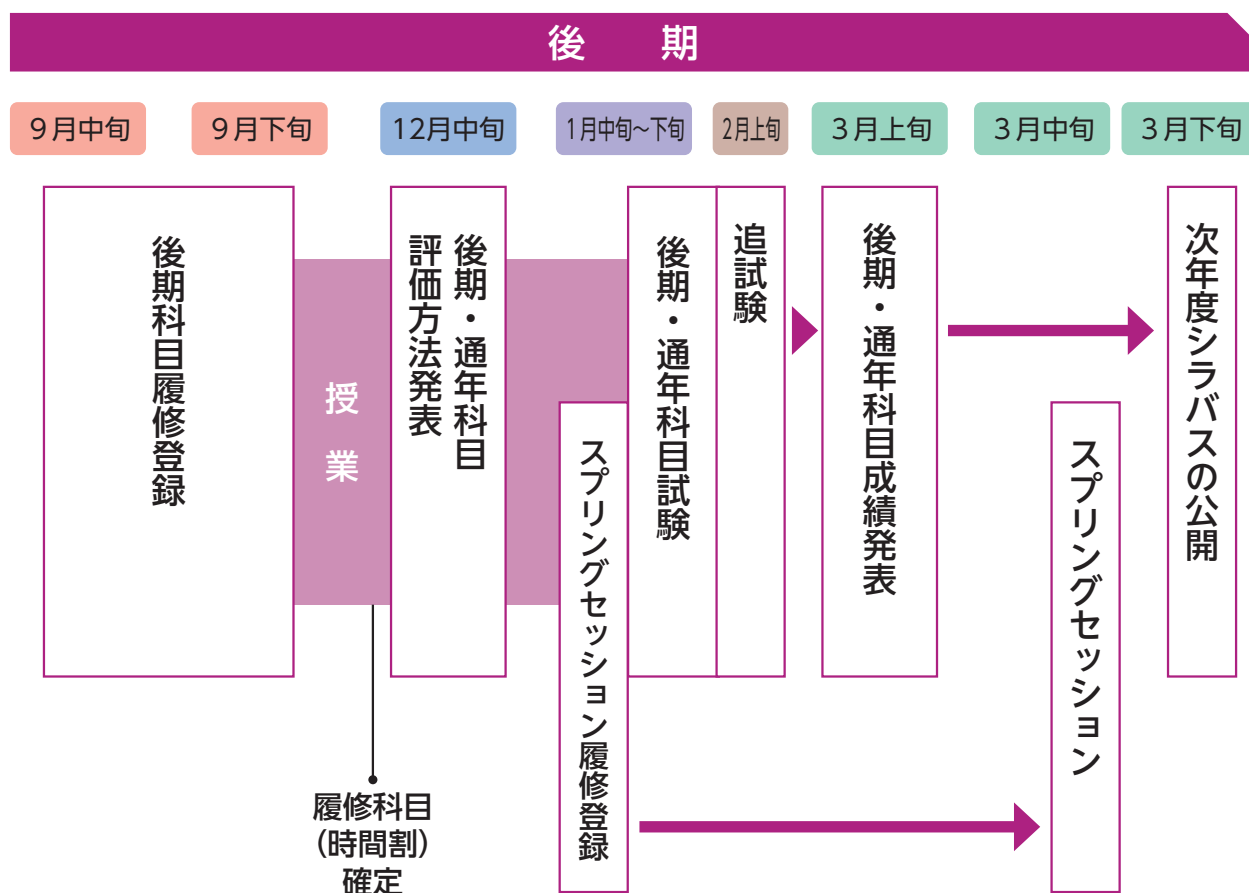 後　期
９月中旬
９月下旬
12月中旬
１月中旬～下旬
２月上旬
３月上旬
３月中旬
３月下旬
後期科目履修登録
授業
後期・通年科目
評価方法発表
スプリングセッション履修登録
後期・通年科目試験
追試験
後期・通年科目成績発表
スプリングセッション
次年度シラバスの公開
履修科目
(時間割)
確定